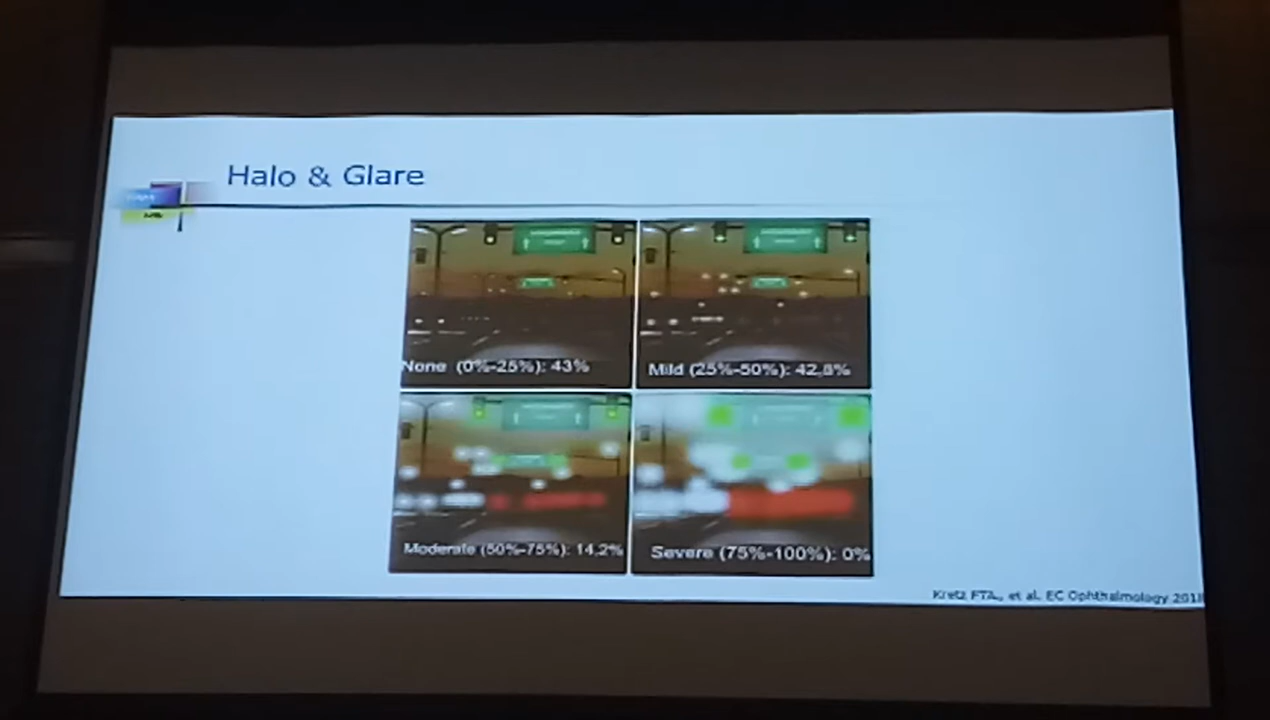 Halo & Glare
None (0%-25%): 43%
Mild (25%-50%): 42,8%
Moderate (50%-75%): 14,2%
Severe (75%-100%): 0%
Kretz FTA., et al. EC Ophthalmology